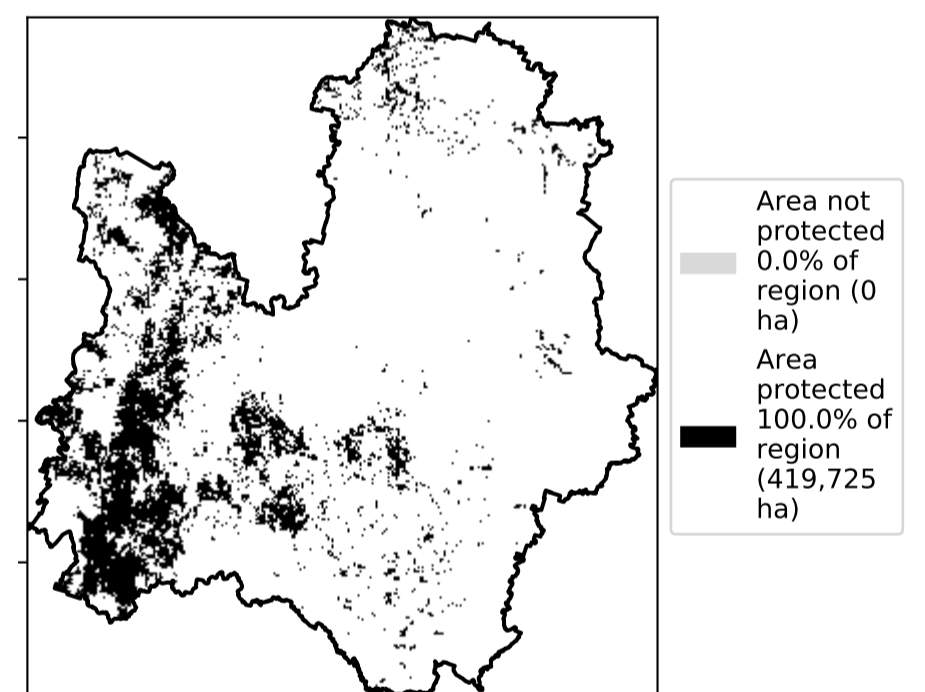 Area not
protected
0.0% of
region (0
ha)
Area
protected
100.0% of
region
(419,725
ha)